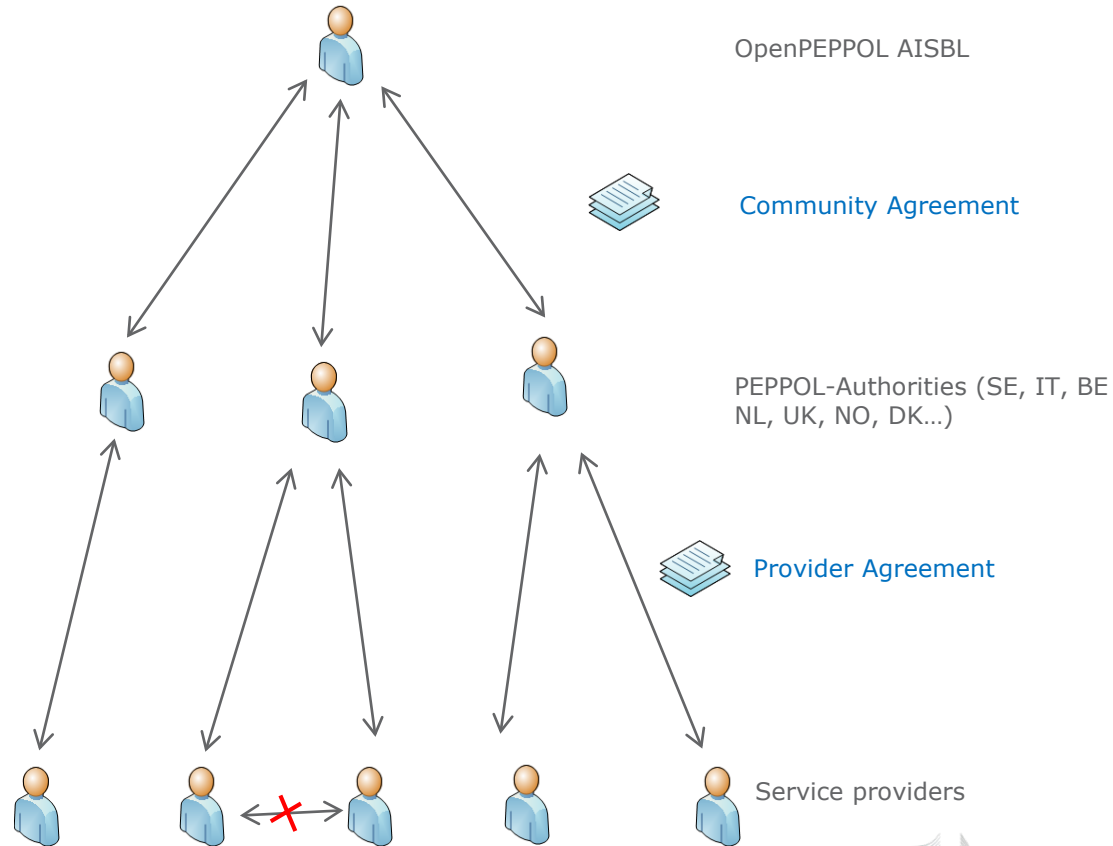 OpenPEPPOL AISBL
Community Agreement
PEPPOL-Authorities (SE, IT, BE
NL, UK, NO, DK…)
Provider Agreement
Service providers